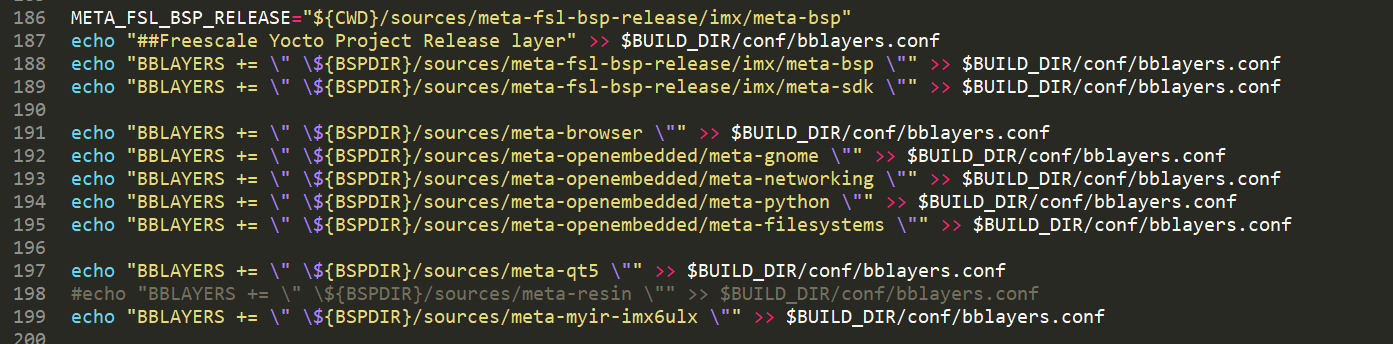 186 META_FSL_BSP_RELEASE="${CWD}/sources/meta-fsl-bsp-release/imx/meta-bsp"
187 echo "##Freescale Yocto Project Release layer" >> $BUILD_DIR/conf/bblayers.conf
188 echo "BBLAYERS += \" \${BSPDIR}/sources/meta-fsl-bsp-release/imx/meta-bsp \"" >> $BUILD_DIR/conf/bblayers.conf
189 echo "BBLAYERS += \" \${BSPDIR}/sources/meta-fsl-bsp-release/imx/meta-sdk \"" >> $BUILD_DIR/conf/bblayers.conf
190
191 echo "BBLAYERS += \" \${BSPDIR}/sources/meta-browser \"" >> $BUILD_DIR/conf/bblayers.conf
192 echo "BBLAYERS += \" \${BSPDIR}/sources/meta-openembedded/meta-gnome \"" >> $BUILD_DIR/conf/bblayers.conf
193 echo "BBLAYERS += \" \${BSPDIR}/sources/meta-openembedded/meta-networking \"" >> $BUILD_DIR/conf/bblayers.conf
194 echo "BBLAYERS += \" \${BSPDIR}/sources/meta-openembedded/meta-python \"" >> $BUILD_DIR/conf/bblayers.conf
195 echo "BBLAYERS += \" \${BSPDIR}/sources/meta-openembedded/meta-filesystems \"" >> $BUILD_DIR/conf/bblayers.conf
196
197 echo "BBLAYERS += \" \${BSPDIR}/sources/meta-qt5 \"" >> $BUILD_DIR/conf/bblayers.conf
198 #echo "BBLAYERS += \" \${BSPDIR}/sources/meta-resin \"" >> $BUILD_DIR/conf/bblayers.conf
199 echo "BBLAYERS += \" \${BSPDIR}/sources/meta-myir-imx6ulx \"" >> $BUILD_DIR/conf/bblayers.conf
200